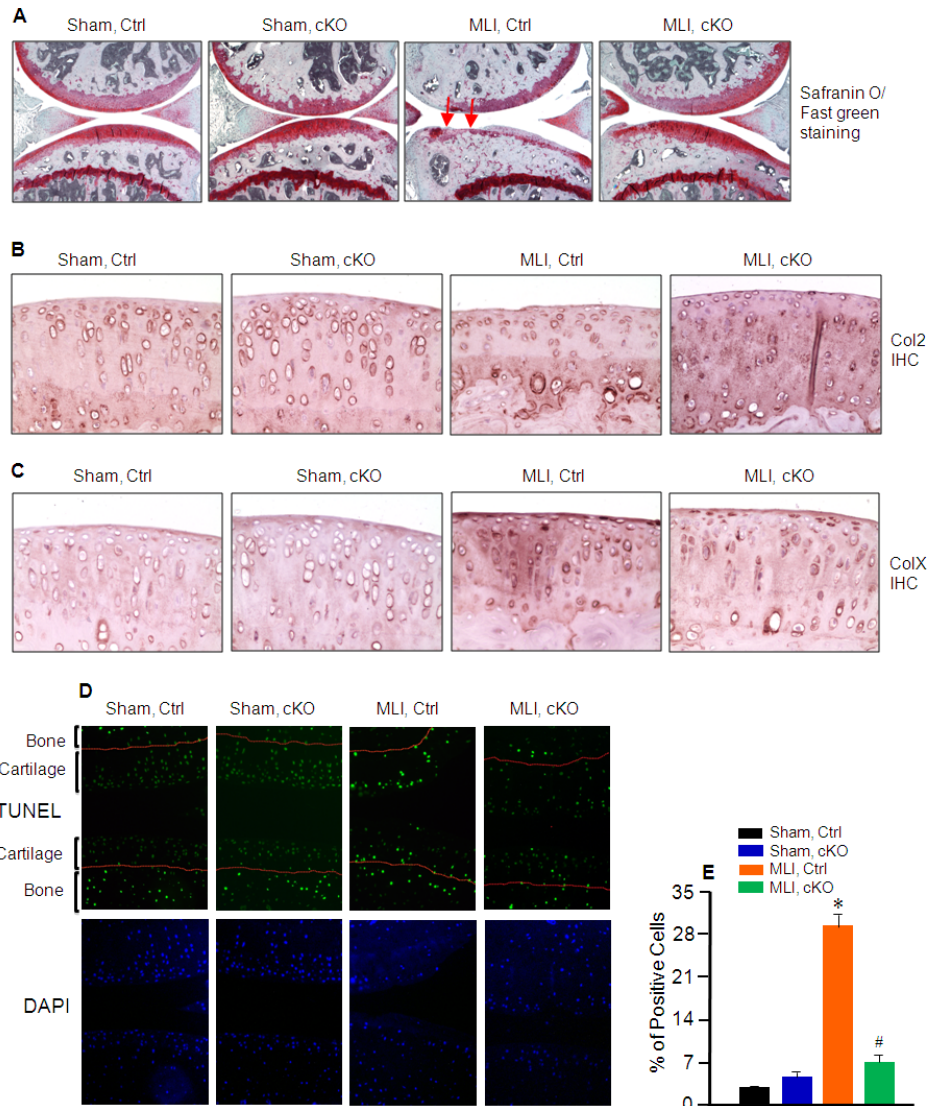 A
Sham, Ctrl
Sham, cKO
MLI, Ctrl
MLI, cKO
Safranin O/
Fast green
staining
B
Sham, Ctrl
Sham, cKO
MLI, Ctrl
MLI, cKO
Col2
IHC
C
Sham, Ctrl
Sham, cKO
MLI, Ctrl
MLI, cKO
ColX
IHC
D
Sham, Ctrl
Sham, cKO
MLI, Ctrl
MLI, cKO
Bone
Cartilage
TUNEL
Cartilage
Bone
DAPI
E
Sham, Ctrl
Sham, cKO
MLI, Ctrl
MLI, cKO
% of Positive Cells
35
28
21
14
7
0
*
#